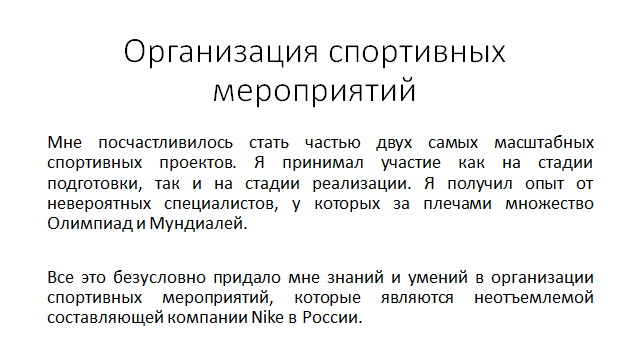 Организация спортивных
мероприятий
Мне посчастливилось стать частью двух самых масштабных
спортивных проектов. Я принимал участие как на стадии
подготовки, так и на стадии реализации. Я получил опыт от
невероятных специалистов, у которых за плечами множество
Олимпиад и Мундиалей.
Все это безусловно придало мне знаний и умений в организации
спортивных мероприятий, которые являются неотъемлемой
составляющей компании Nike в России.